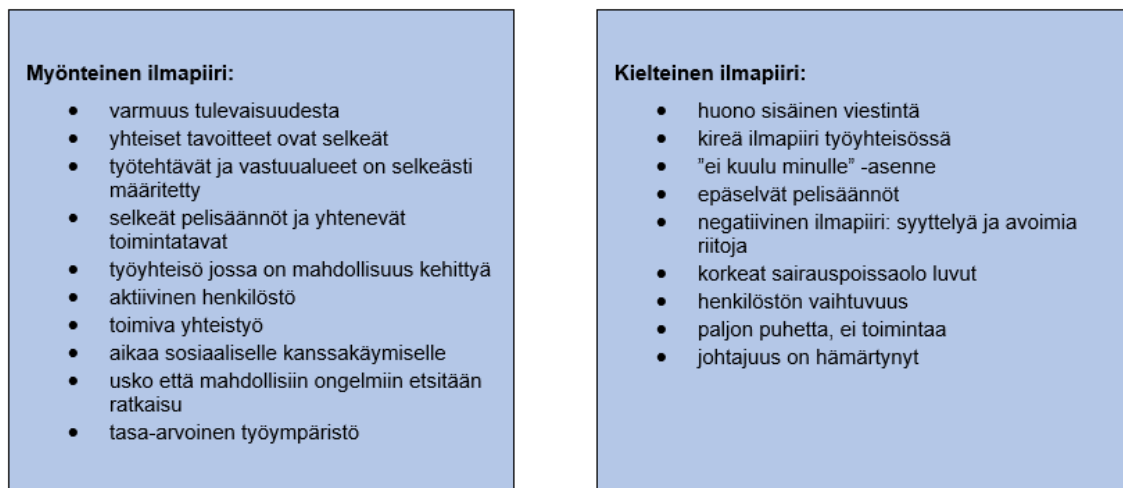 Myönteinen ilmapiiri:
• varmuus tulevaisuudesta
• yhteiset tavoitteet ovat selkeät
• työtehtävät ja vastuualueet on selkeästi
määritetty
• selkeät pelisäännöt ja yhtenevät
toimintatavat
• työyhteisö jossa on mahdollisuus kehittyä
• aktiivinen henkilöstö
• toimiva yhteistyö
• aikaa sosiaaliselle kanssakäymiselle
• usko että mahdollisiin ongelmiin etsitään
ratkaisu
• tasa-arvoinen työympäristö
Kielteinen ilmapiiri:
• huono sisäinen viestintä
• kireä ilmapiiri työyhteisössä
• ”ei kuulu minulle” -asenne
• epäselvät pelisäännöt
• negatiivinen ilmapiiri: syyttelyä ja avoimia
riitoja
• korkeat sairauspoissaolo luvut
• henkilöstön vaihtuvuus
• paljon puhetta, ei toimintaa
• johtajuus on hämärtynyt